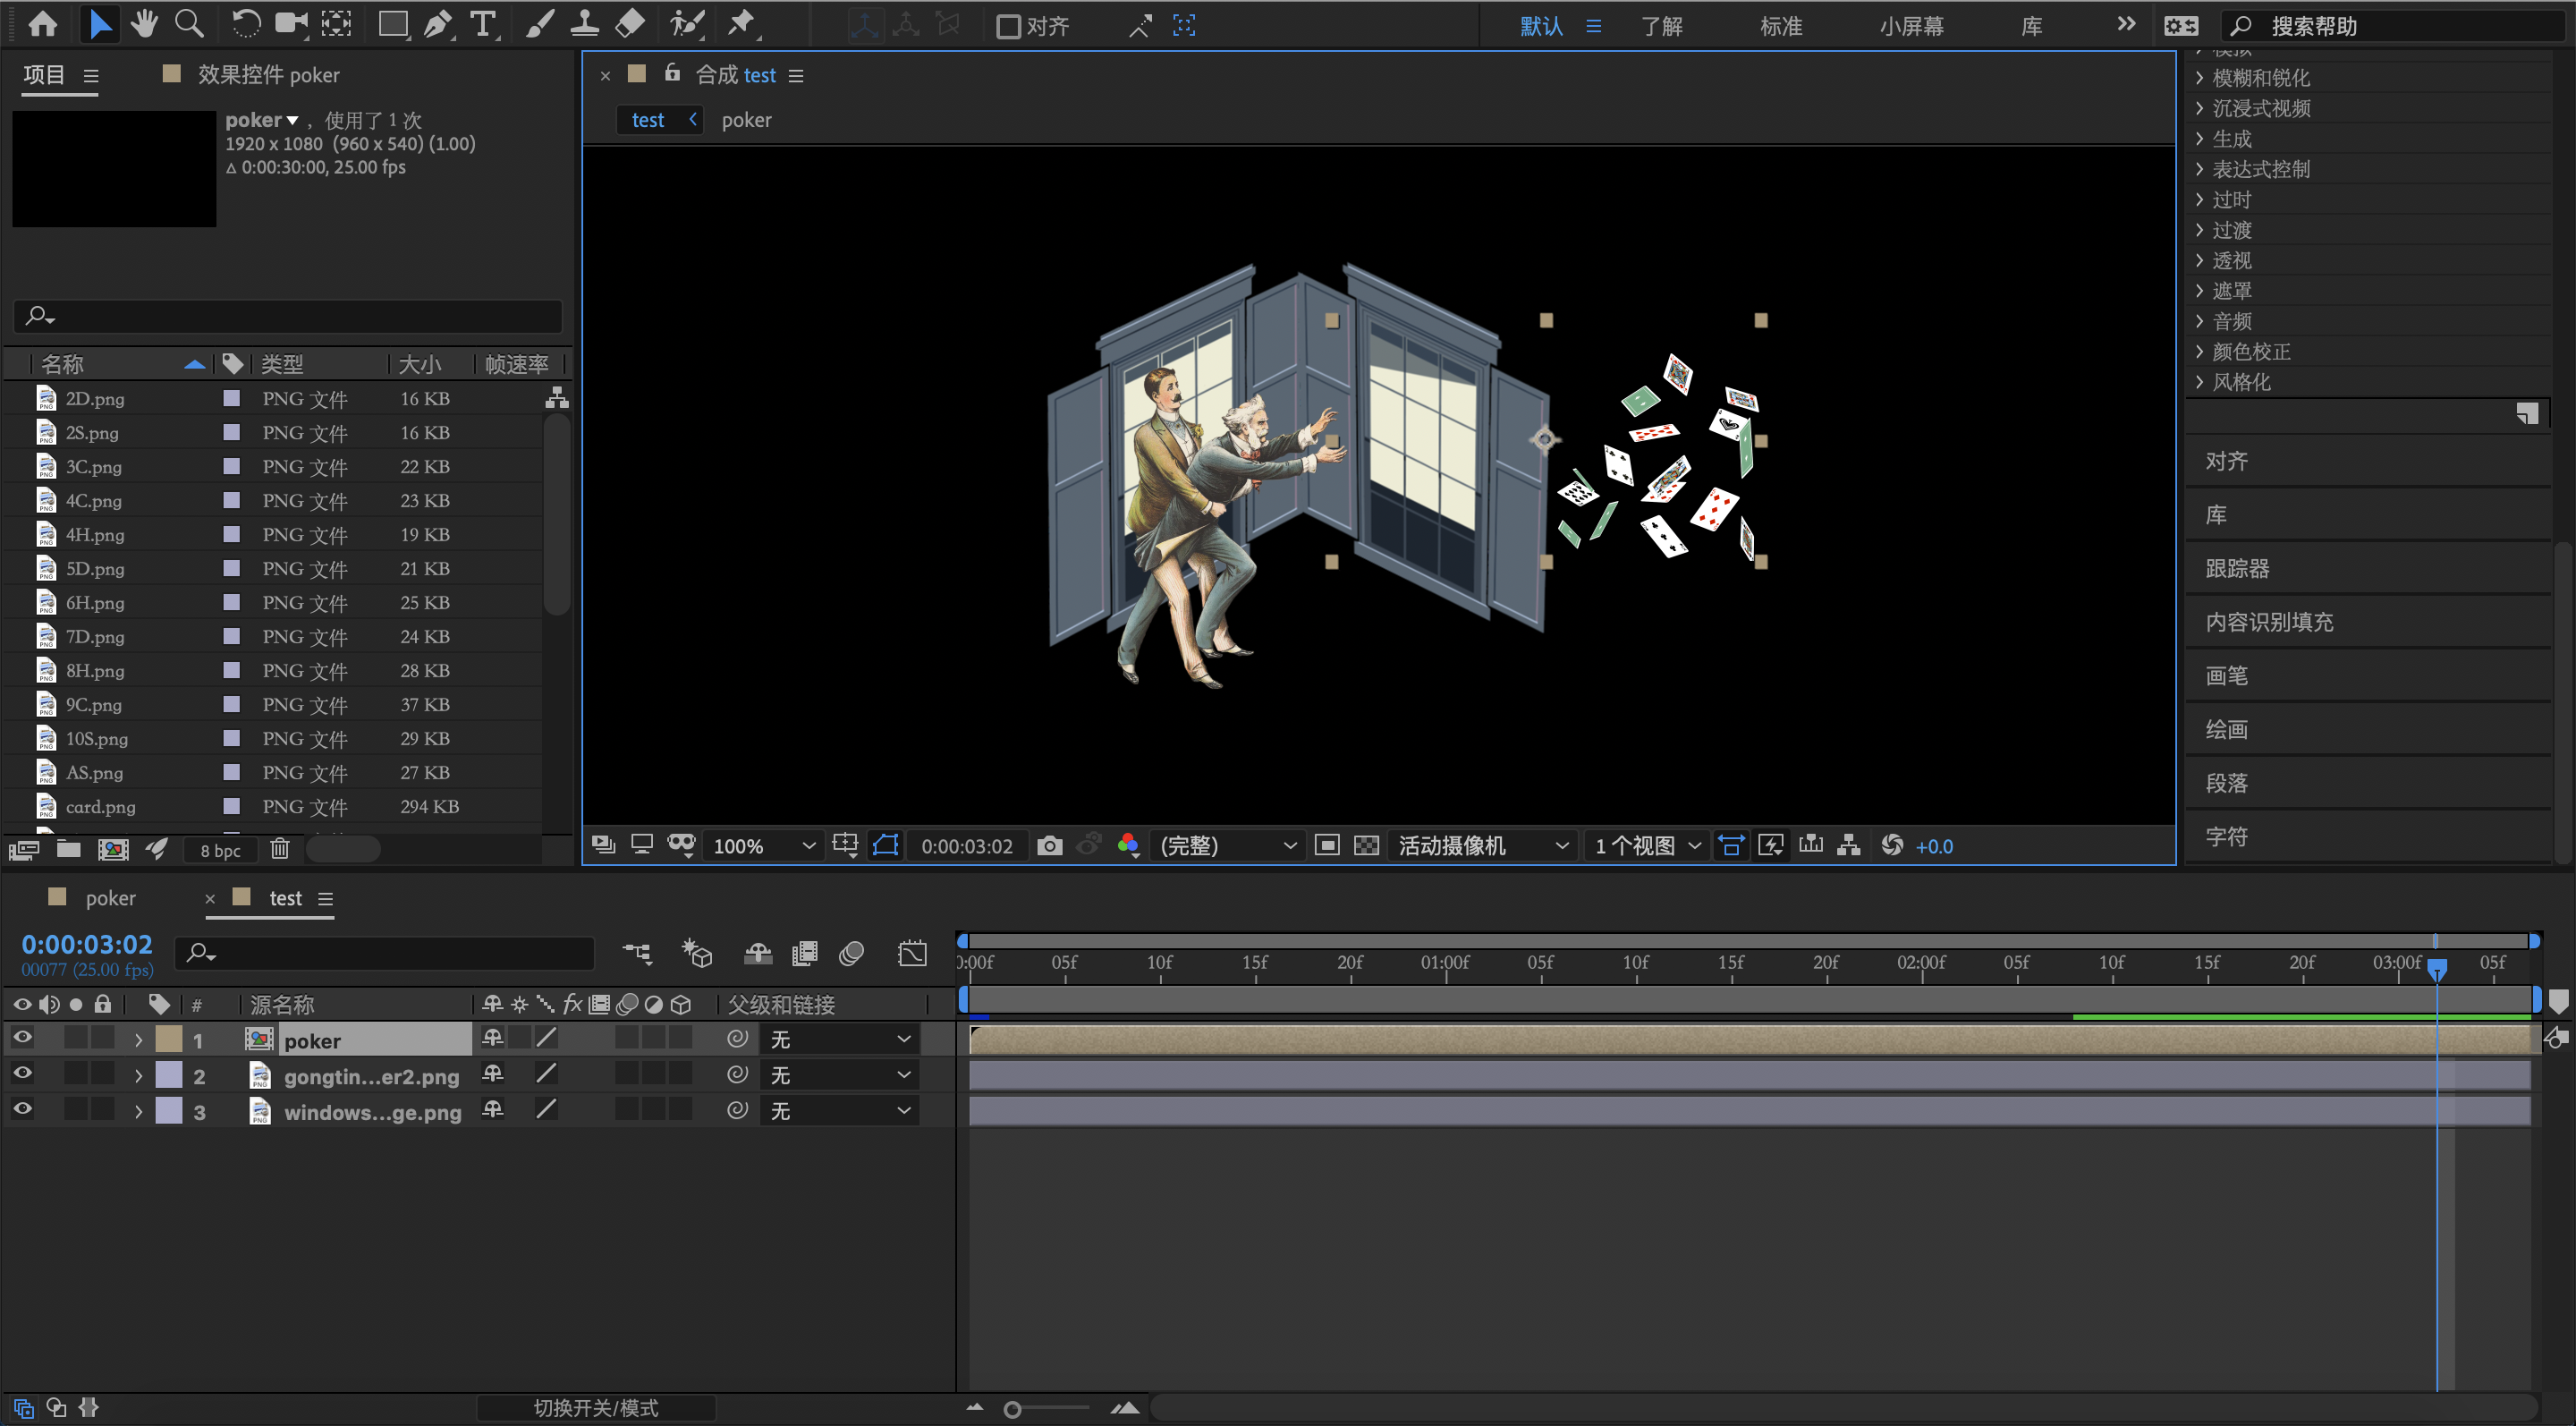 对齐
默认
了解
标准
小屏幕
库
搜索帮助
项目
效果控件 poker
poker , 使用了 1 次
1920 x 1080 (960 x 540) (1.00)
Δ 0:00:30:00, 25.00 fps
名称 类型 大小 帧速率
2D.png PNG 文件 16 KB
2S.png PNG 文件 16 KB
3C.png PNG 文件 22 KB
4C.png PNG 文件 23 KB
4H.png PNG 文件 19 KB
5D.png PNG 文件 21 KB
6H.png PNG 文件 25 KB
7D.png PNG 文件 24 KB
8H.png PNG 文件 28 KB
9C.png PNG 文件 37 KB
10S.png PNG 文件 29 KB
AS.png PNG 文件 27 KB
card.png PNG 文件 294 KB
8 bpc
合成 test
test poker
100% 0:00:03:02 (完整) 活动摄像机 1 个视图 +0.0
模拟
模糊和锐化
沉浸式视频
生成
表达式控制
过时
过渡
透视
遮罩
音频
颜色校正
风格化
对齐
库
跟踪器
内容识别填充
画笔
绘画
段落
字符
poker test
0:00:03:02
00077 (25.00 fps)
0:00f 05f 10f 15f 20f 01:00f 05f 10f 15f 20f 02:00f 05f 10f 15f 20f 03:00f 05f
# 源名称 fx 父级和链接
1 poker 无
2 gongtin...er2.png 无
3 windows...ge.png 无
切换开关/模式